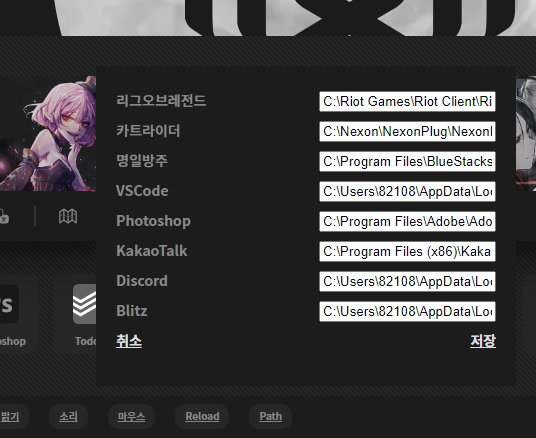 리그오브레전드 C:\Riot Games\Riot Client\Ri
카트라이더 C:\Nexon\NexonPlug\Nexon
명일방주 C:\Program Files\BlueStacks
VSCode C:\Users\82108\AppData\Loc
Photoshop C:\Program Files\Adobe\Ado
KakaoTalk C:\Program Files (x86)\Kaka
Discord C:\Users\82108\AppData\Loc
Blitz C:\Users\82108\AppData\Loc
취소 저장
oshop Todo
밝기 소리 마우스 Reload Path